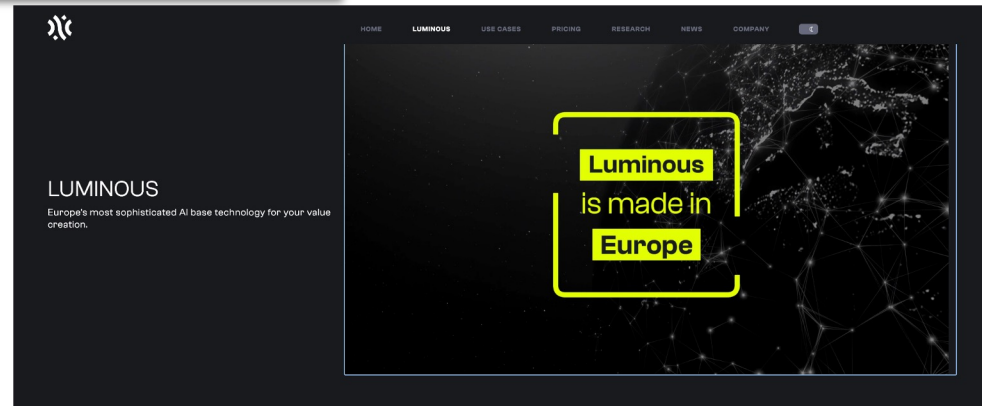 HOME LUMINOUS USE CASES PRICING RESEARCH NEWS COMPANY
LUMINOUS
Europe's most sophisticated AI base technology for your value
creation.
Luminous
is made in
Europe